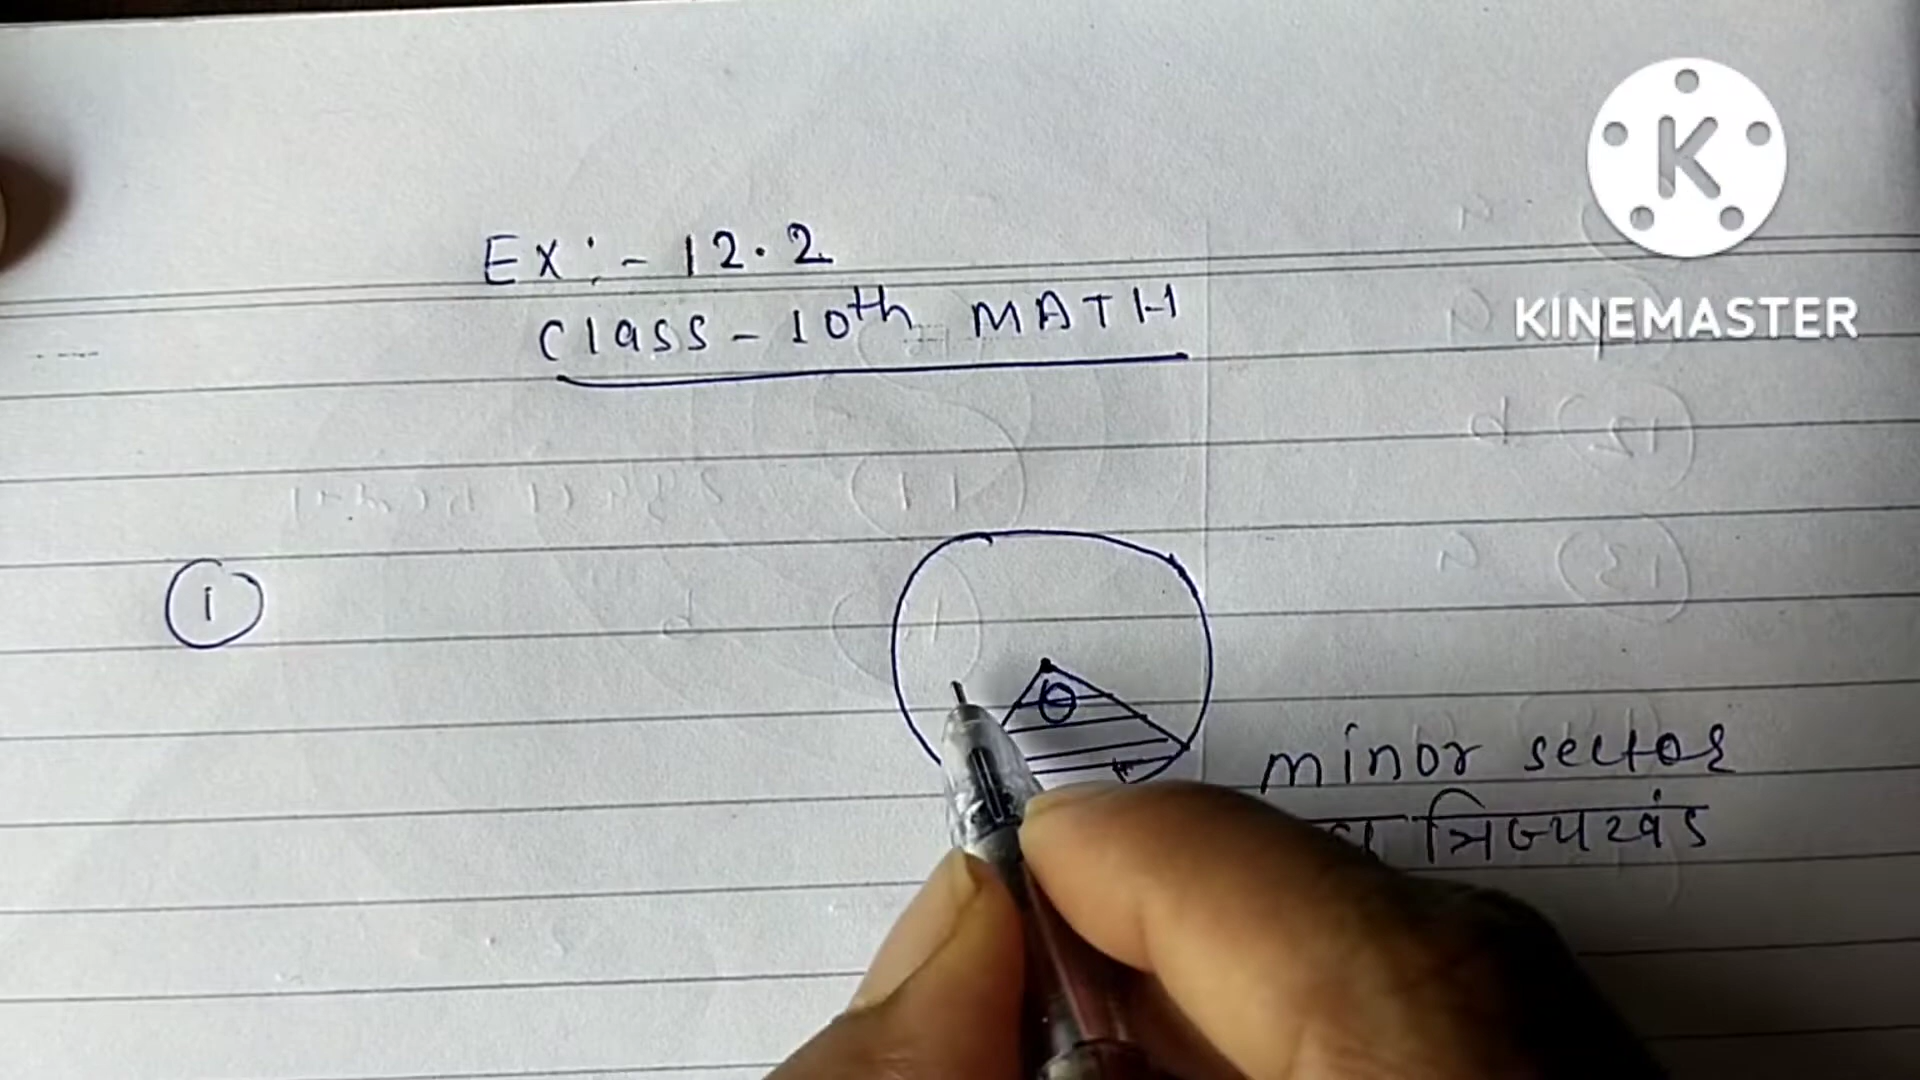 Ex:- 12.2
Class - 10th MATH
1
θ
minor sector
त्रिज्यखंड
KINEMASTER